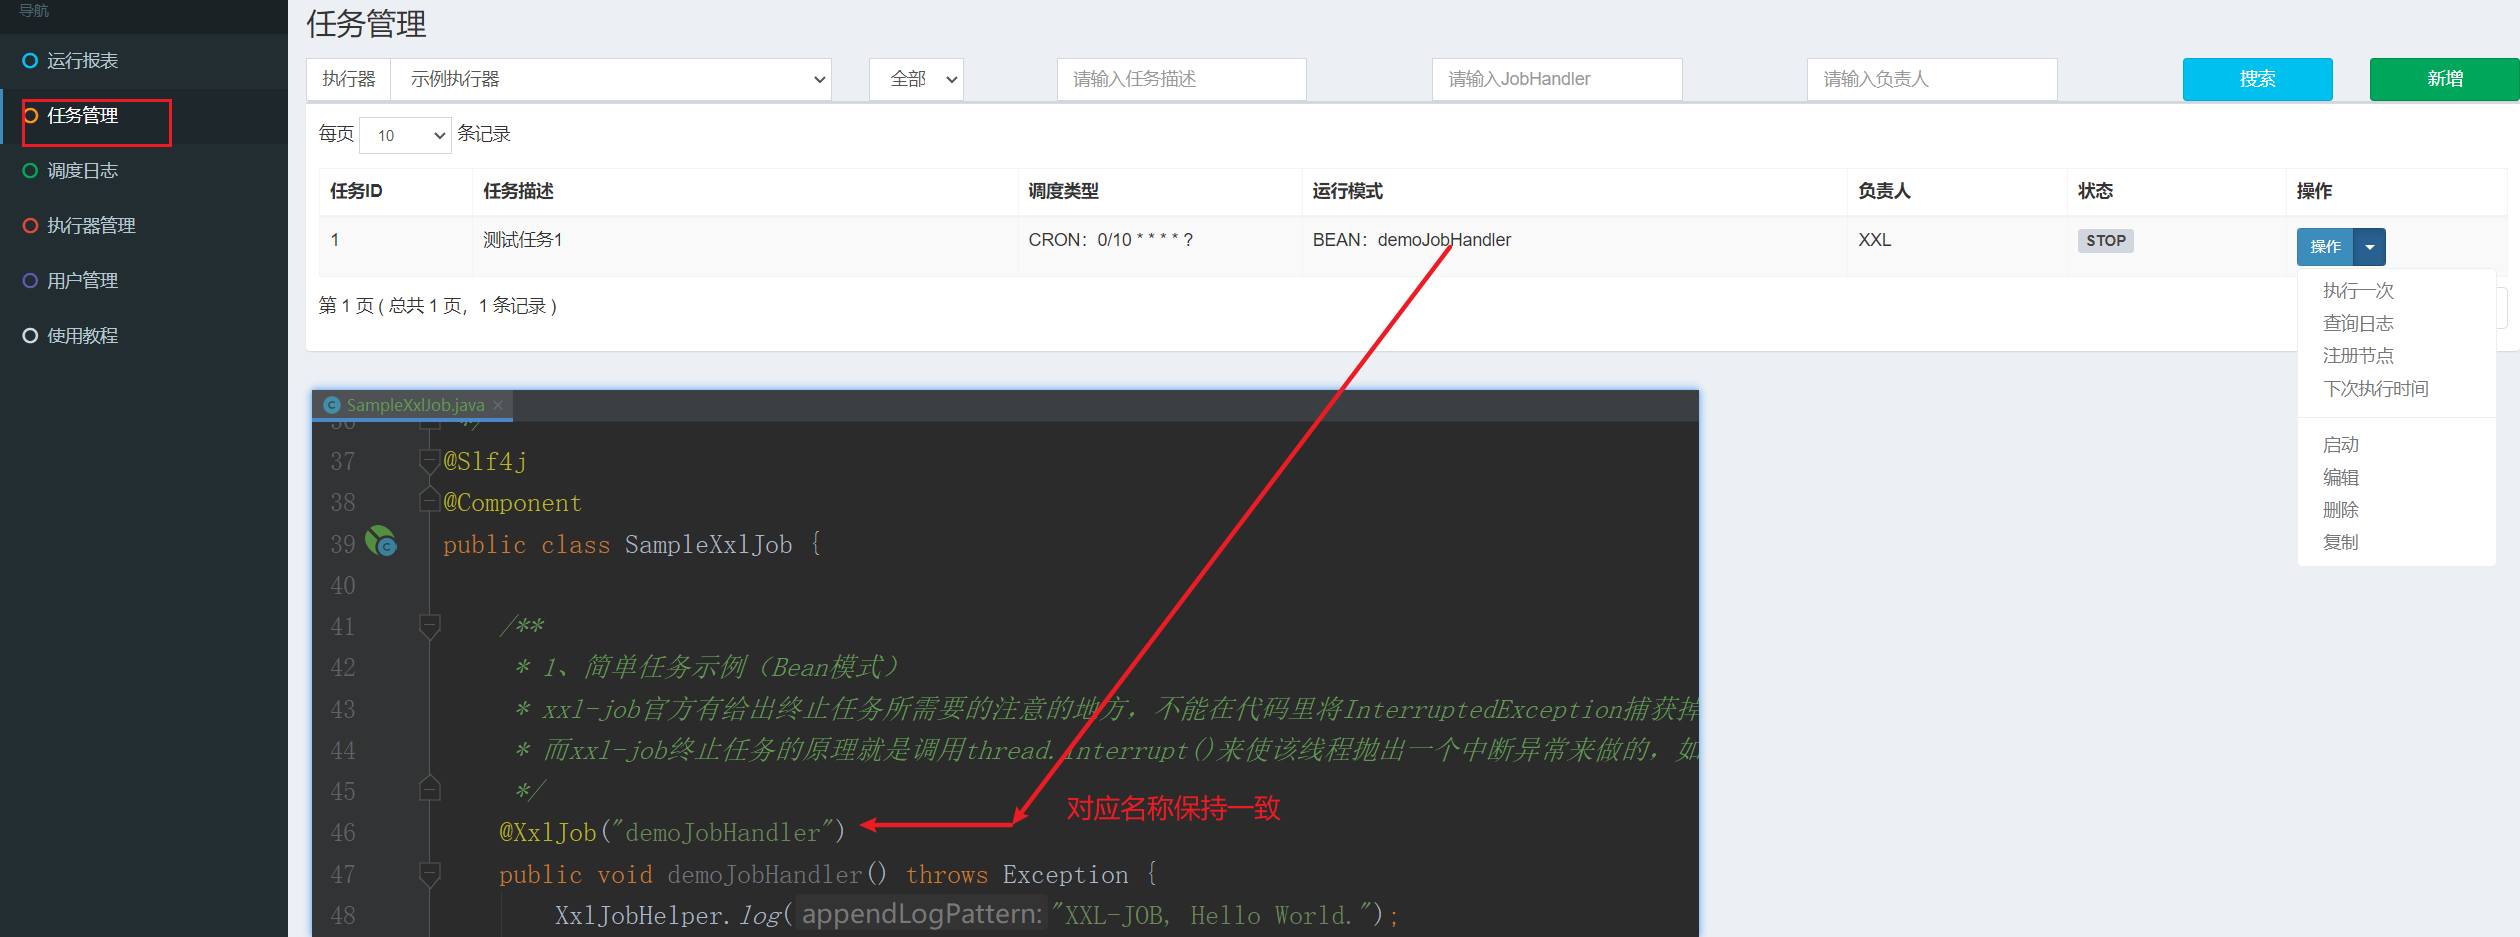 导航
运行报表
任务管理
调度日志
执行器管理
用户管理
使用教程
任务管理
执行器 示例执行器 全部 请输入任务描述 请输入JobHandler 请输入负责人 搜索 新增
每页 10 条记录
任务ID 任务描述 调度类型 运行模式 负责人 状态 操作
1 测试任务1 CRON：0/10 * * * * ? BEAN：demoJobHandler XXL STOP 操作
第 1 页 ( 总共 1 页，1 条记录 )
执行一次
查询日志
注册节点
下次执行时间
启动
编辑
删除
复制
SampleXxlJob.java
36 */
37 @Slf4j
38 @Component
39 public class SampleXxlJob {
40
41 /**
42 * 1、简单任务示例（Bean模式）
43 * xxl-job官方有给出终止任务所需要的注意的地方，不能在代码里将InterruptedException捕获掉
44 * 而xxl-job终止任务的原理就是调用thread.interrupt()来使该线程抛出一个中断异常来做的，如
45 */
46 @XxlJob("demoJobHandler")
对应名称保持一致
47 public void demoJobHandler() throws Exception {
48 XxlJobHelper.log( appendLogPattern: "XXL-JOB, Hello World.");